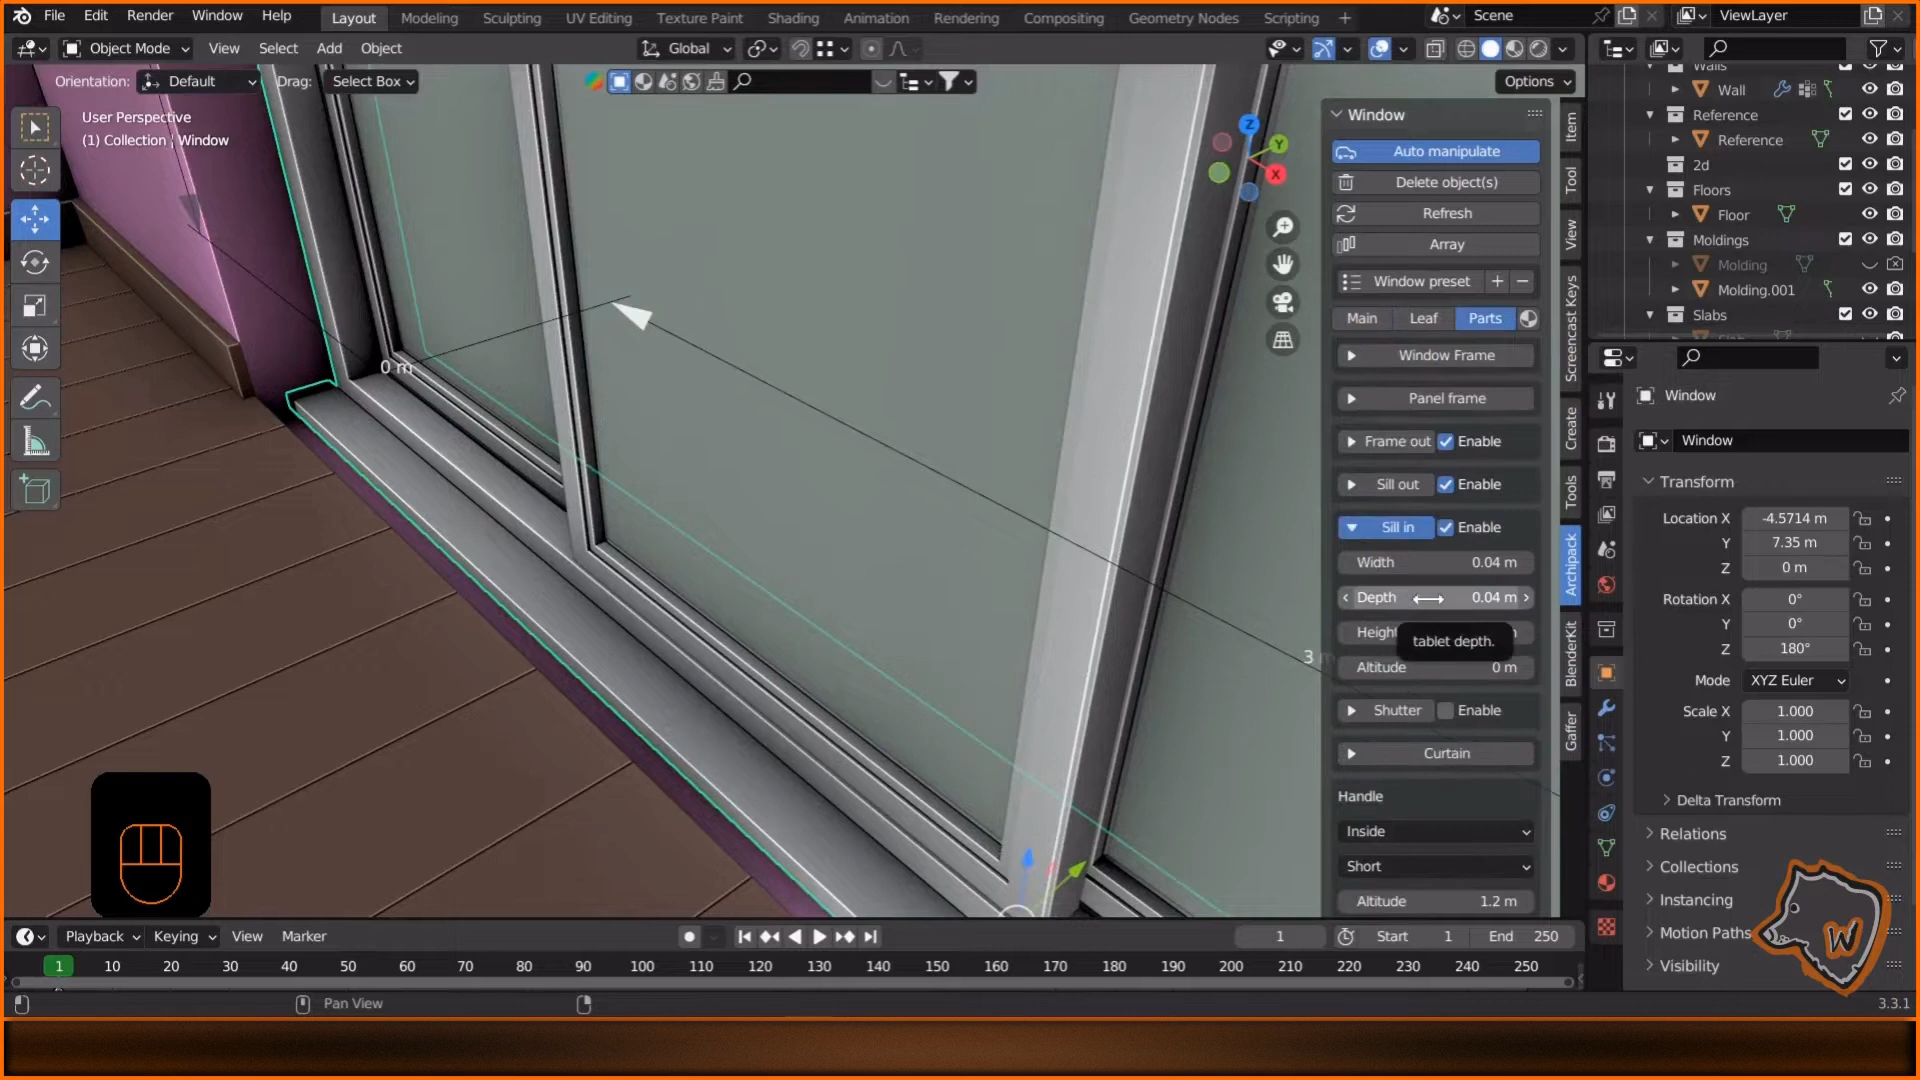 File Edit Render Window Help Layout Modeling Sculpting UV Editing Texture Paint Shading Animation Rendering Compositing Geometry Nodes Scripting + Scene ViewLayer
Object Mode View Select Add Object Global
Orientation: Default Drag: Select Box Options
User Perspective
(1) Collection | Window
Z
Y
X
0 m
3
Window
Auto manipulate
Delete object(s)
Refresh
Array
Window preset + −
Main Leaf Parts
Window Frame
Panel frame
Frame out Enable
Sill out Enable
Sill in Enable
Width 0.04 m
Depth 0.04 m
Height
tablet depth.
Altitude 0 m
Shutter Enable
Curtain
Handle
Inside
Short
Altitude 1.2 m
Item
Tool
View
Screencast Keys
Create
Tools
Archipack
BlenderKit
Gaffer
Walls
Wall
Reference
Reference
2d
Floors
Floor
Moldings
Molding
Molding.001
Slabs
Window
Window
Transform
Location X -4.5714 m
Y 7.35 m
Z 0 m
Rotation X 0°
Y 0°
Z 180°
Mode XYZ Euler
Scale X 1.000
Y 1.000
Z 1.000
Delta Transform
Relations
Collections
Instancing
Motion Paths
Visibility
W
Playback Keying View Marker 1 Start 1 End 250
1 10 20 30 40 50 60 70 80 90 100 110 120 130 140 150 160 170 180 190 200 210 220 230 240 250
Pan View 3.3.1